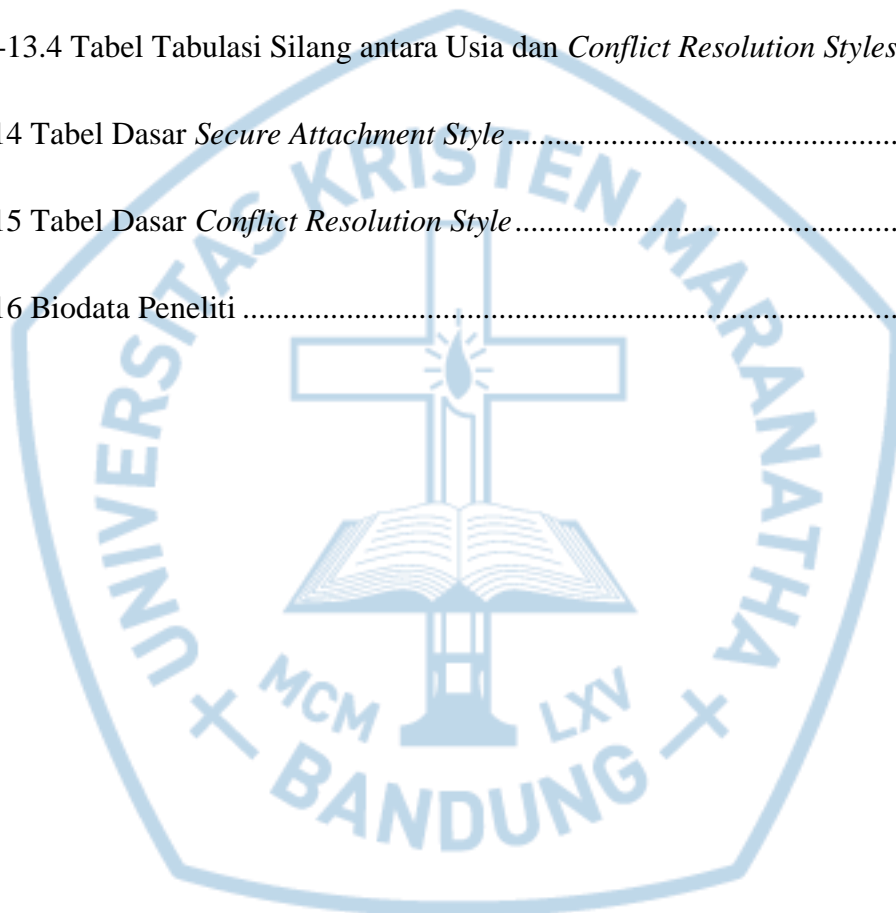 -13.4 Tabel Tabulasi Silang antara Usia dan Conflict Resolution Styles
14 Tabel Dasar Secure Attachment Style....................................................
15 Tabel Dasar Conflict Resolution Style...................................................
16 Biodata Peneliti....................................................................................
UNIVERSITAS KRISTEN MARANATHA
MCM LXV
BANDUNG